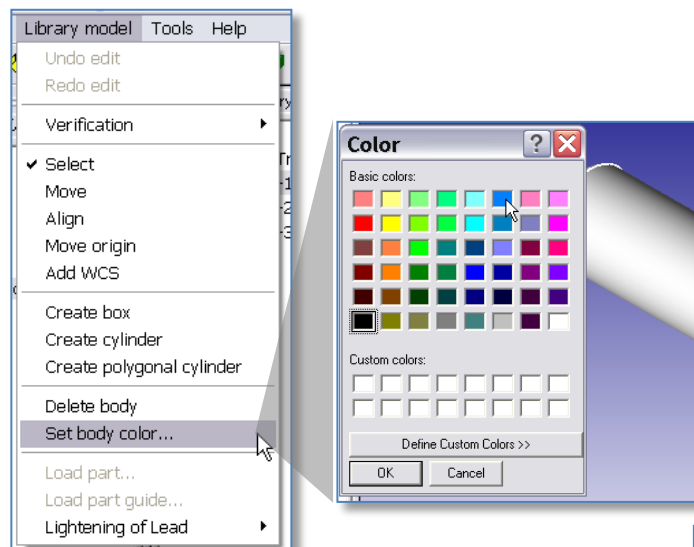 Library model Tools Help
Undo edit
Redo edit
Verification
Select
Move
Align
Move origin
Add WCS
Create box
Create cylinder
Create polygonal cylinder
Delete body
Set body color...
Load part...
Load part guide...
Lightening of Lead
Color
Basic colors:
Custom colors:
Define Custom Colors >>
OK Cancel